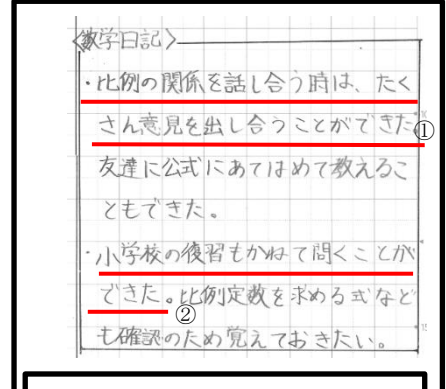 〈数学日記〉
・比例の関係を話し合う時は、たく
さん意見を出し合うことができた
①
友達に公式にあてはめて教えるこ
ともできた。
・小学校の復習もかねて聞くことが
できた。比例定数を求める式など
②
も確認のため覚えておきたい。